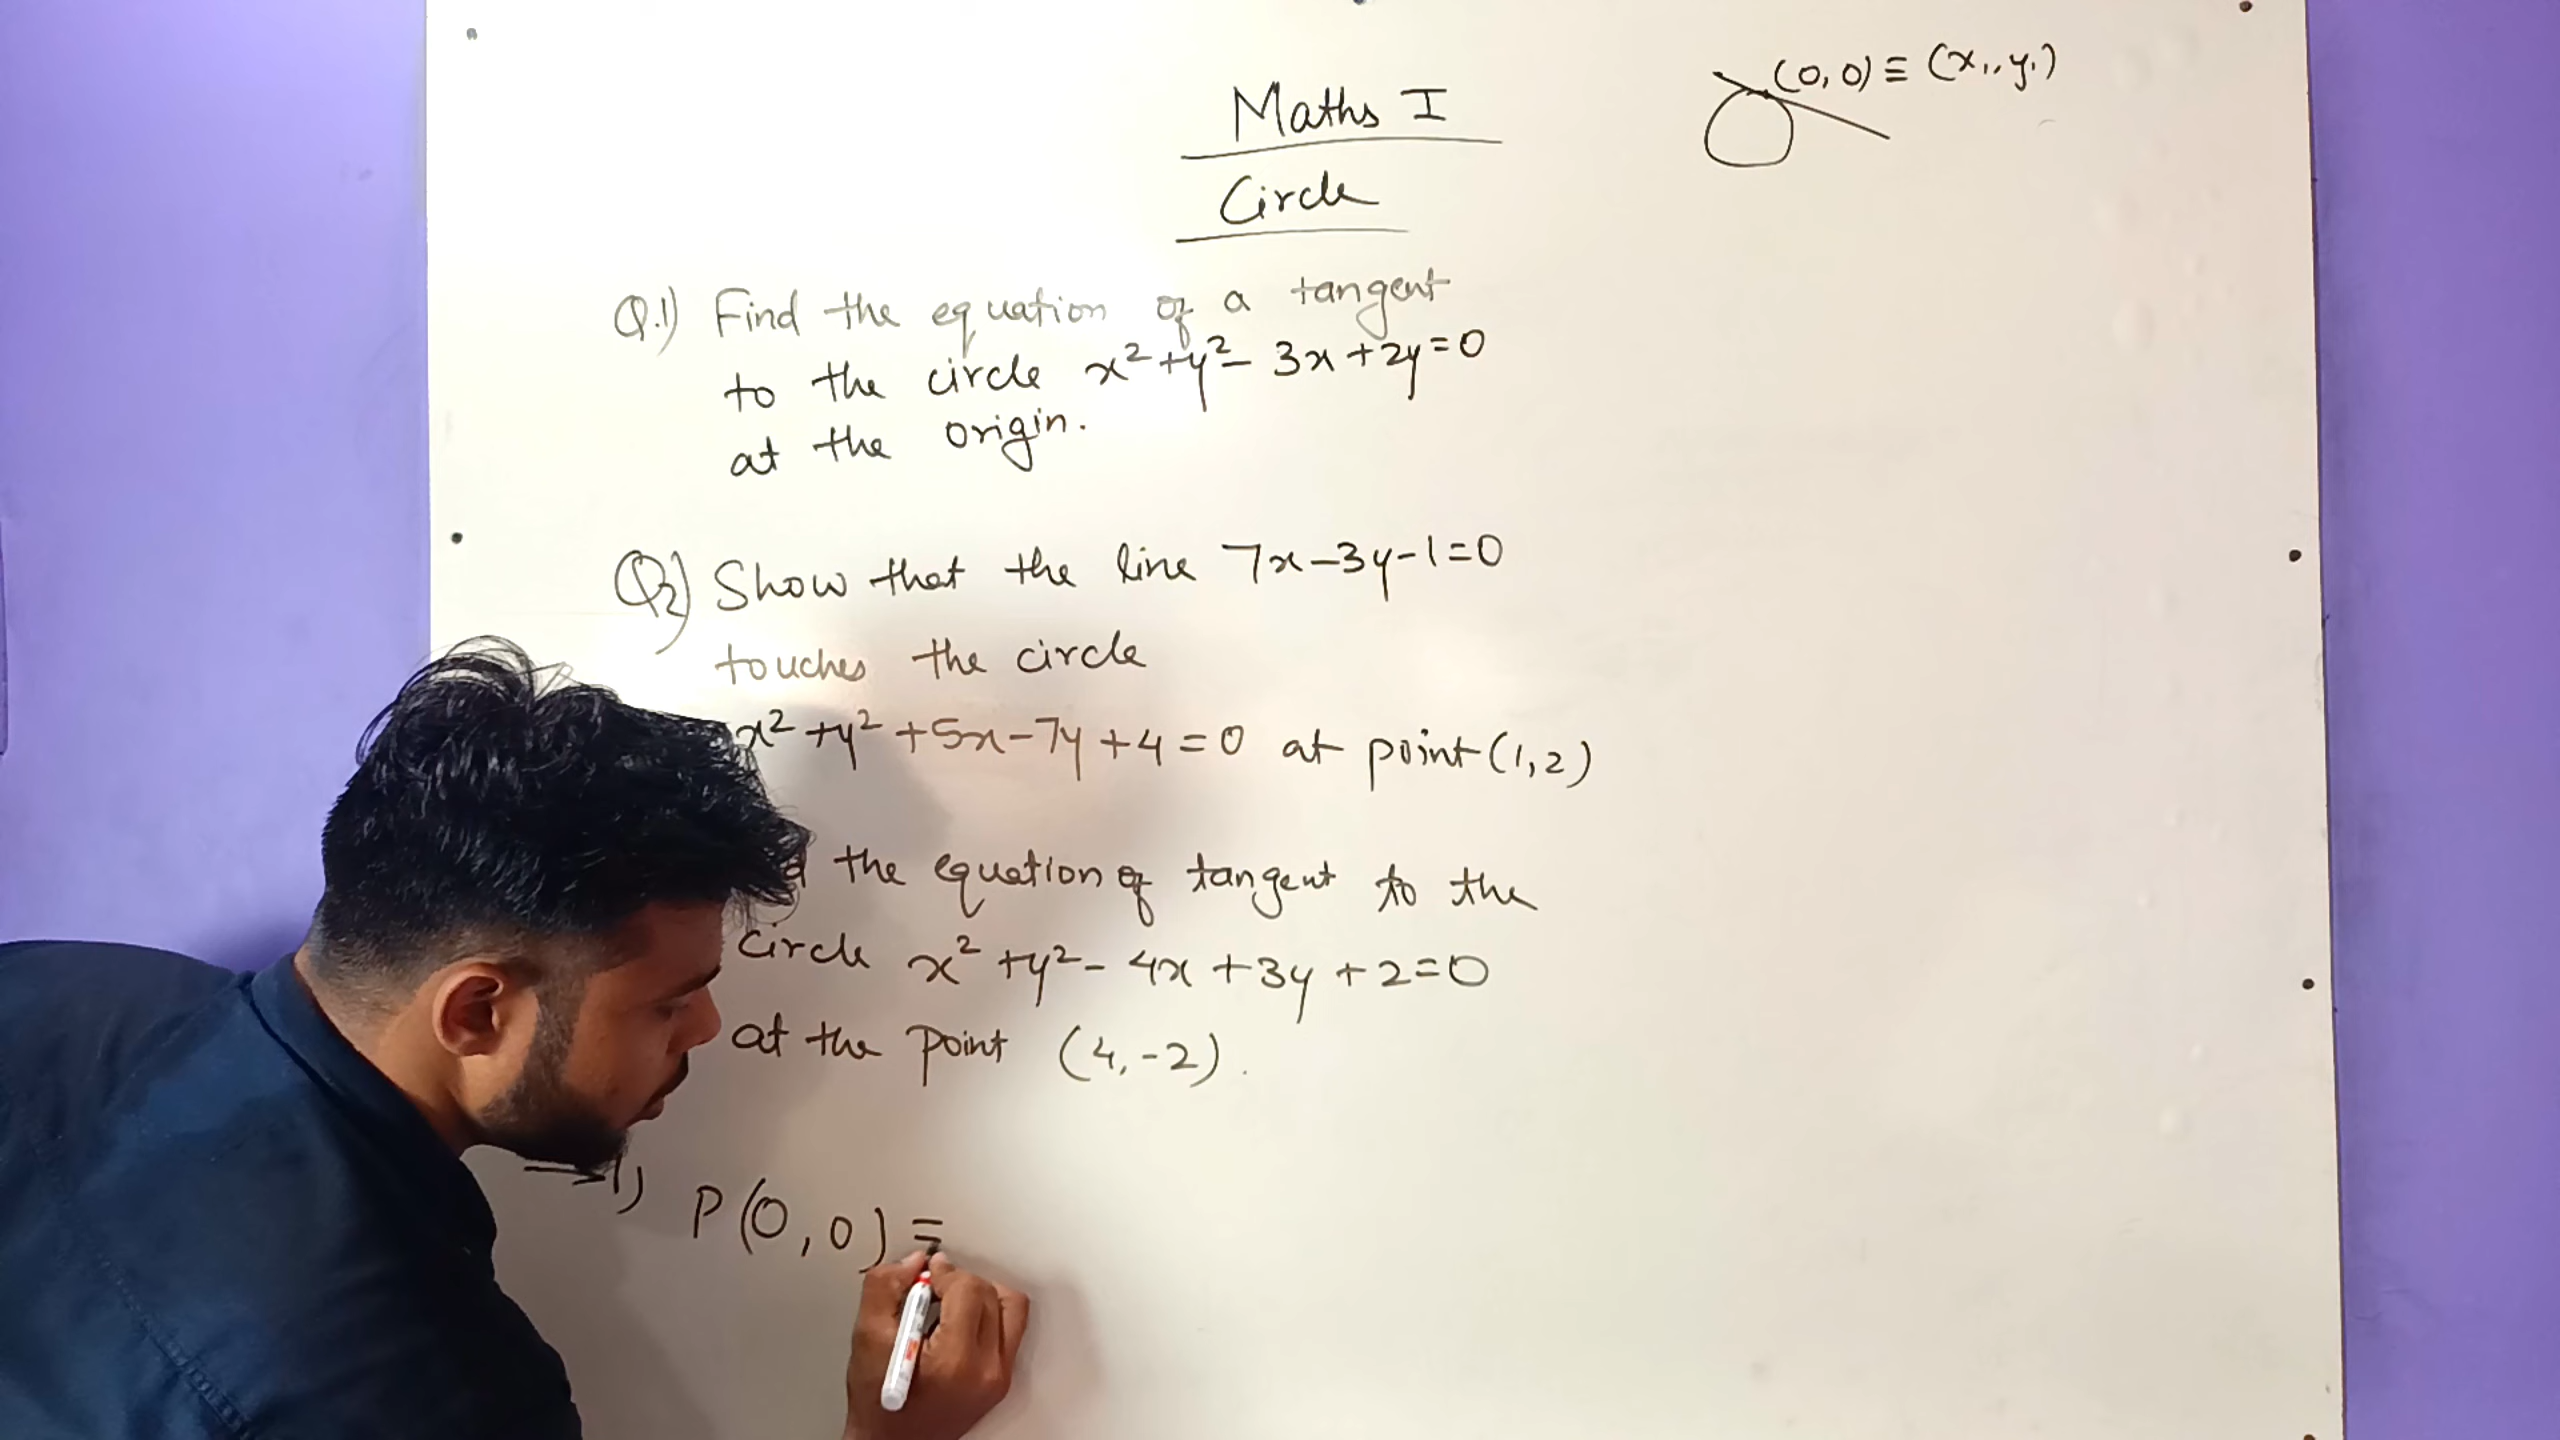 Maths I
(0,0) ≡ (x₁, y₁)
Circle
Q.1) Find the equation of a tangent
to the circle x² + y² - 3x + 2y = 0
at the origin.
Q2) Show that the line 7x - 3y - 1 = 0
touches the circle
x² + y² + 5x - 7y + 4 = 0 at point (1, 2)
the equation of tangent to the
circle x² + y² - 4x + 3y + 2 = 0
at the point (4, -2).
→ 1) P(0, 0) =